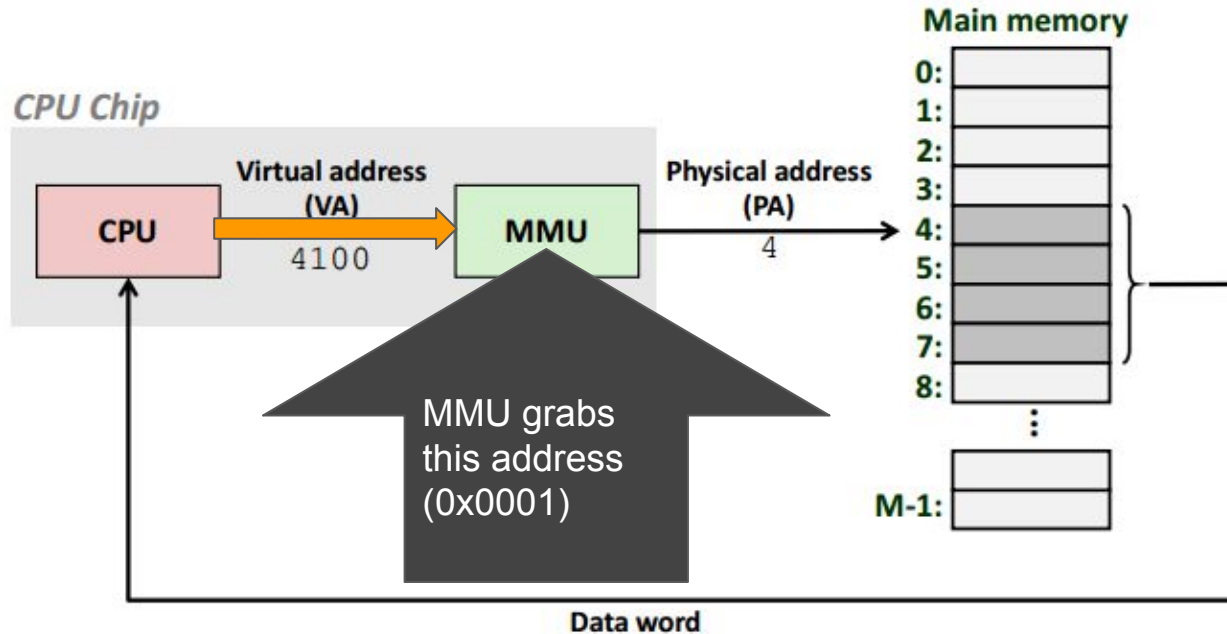 Main memory
CPU Chip
0:
1:
2:
3:
4:
5:
6:
7:
8:
⋮
M-1:
Virtual address
(VA)
4100
CPU
MMU
Physical address
(PA)
4
MMU grabs
this address
(0x0001)
Data word